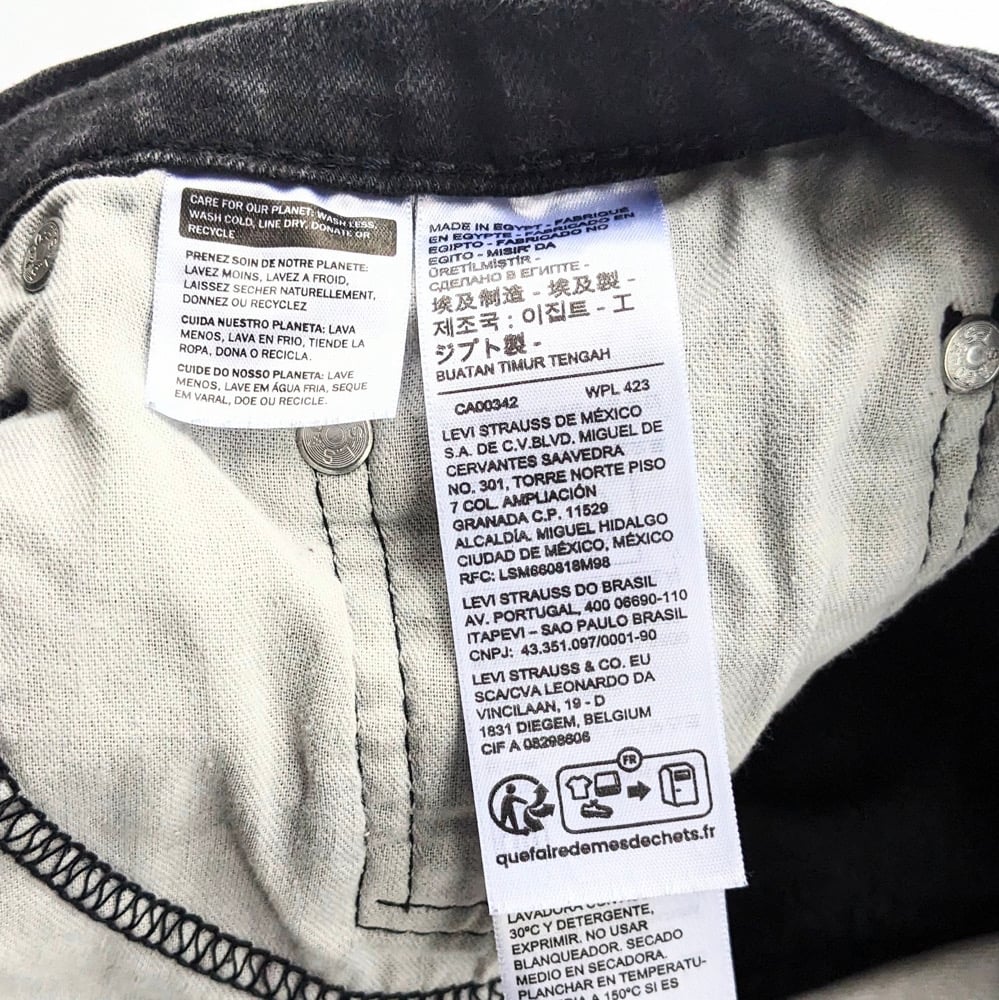 CARE FOR OUR PLANET: WASH LESS,
WASH COLD, LINE DRY, DONATE OR
RECYCLE
PRENEZ SOIN DE NOTRE PLANETE:
LAVEZ MOINS, LAVEZ A FROID,
LAISSEZ SECHER NATURELLEMENT,
DONNEZ OU RECYCLEZ
CUIDA NUESTRO PLANETA: LAVA
MENOS, LAVA EN FRIO, TIENDE LA
ROPA, DONA O RECICLA.
CUIDE DO NOSSO PLANETA: LAVE
MENOS, LAVE EM ÁGUA FRIA, SEQUE
EM VARAL, DOE OU RECICLE.
MADE IN EGYPT - FABRIQUE
EN EGYPTE - FABRICADO EN
EGIPTO - FABRICADO NO
EGITO - MISIR' DA
ÜRETİLMİŞTİR -
СДЕЛАНО В ЕГИПТЕ -
埃及制造 - 埃及製 -
제조국 : 이집트 - エ
ジプト製 -
BUATAN TIMUR TENGAH
CA00342 WPL 423
LEVI STRAUSS DE MÉXICO
S.A. DE C.V.BLVD. MIGUEL DE
CERVANTES SAAVEDRA
NO. 301, TORRE NORTE PISO
7 COL. AMPLIACIÓN
GRANADA C.P. 11529
ALCALDÍA. MIGUEL HIDALGO
CIUDAD DE MÉXICO, MÉXICO
RFC: LSM660818M98
LEVI STRAUSS DO BRASIL
AV. PORTUGAL, 400 06690-110
ITAPEVI – SAO PAULO BRASIL
CNPJ: 43.351.097/0001-90
LEVI STRAUSS & CO. EU
SCA/CVA LEONARDO DA
VINCILAAN, 19 - D
1831 DIEGEM, BELGIUM
CIF A 08298606
FR
quefairedemesdechets.fr
LAVADORA
30ºC Y DETERGENTE,
EXPRIMIR. NO USAR
BLANQUEADOR. SECADO
MEDIO EN SECADORA.
PLANCHAR EN TEMPERATU-
A 150ºC SI ES